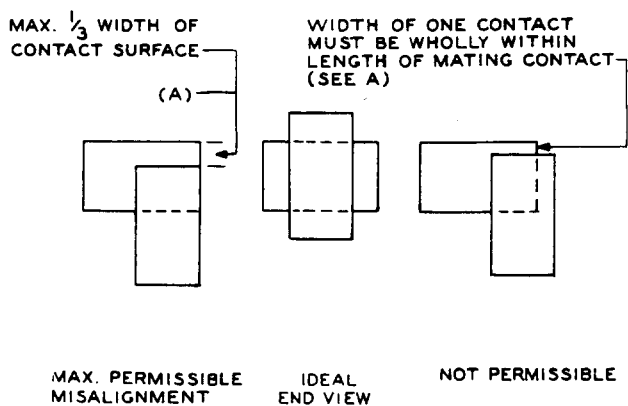 MAX. 1/3 WIDTH OF
CONTACT SURFACE
(A)
WIDTH OF ONE CONTACT
MUST BE WHOLLY WITHIN
LENGTH OF MATING CONTACT
(SEE A)
MAX. PERMISSIBLE
MISALIGNMENT
IDEAL
END VIEW
NOT PERMISSIBLE